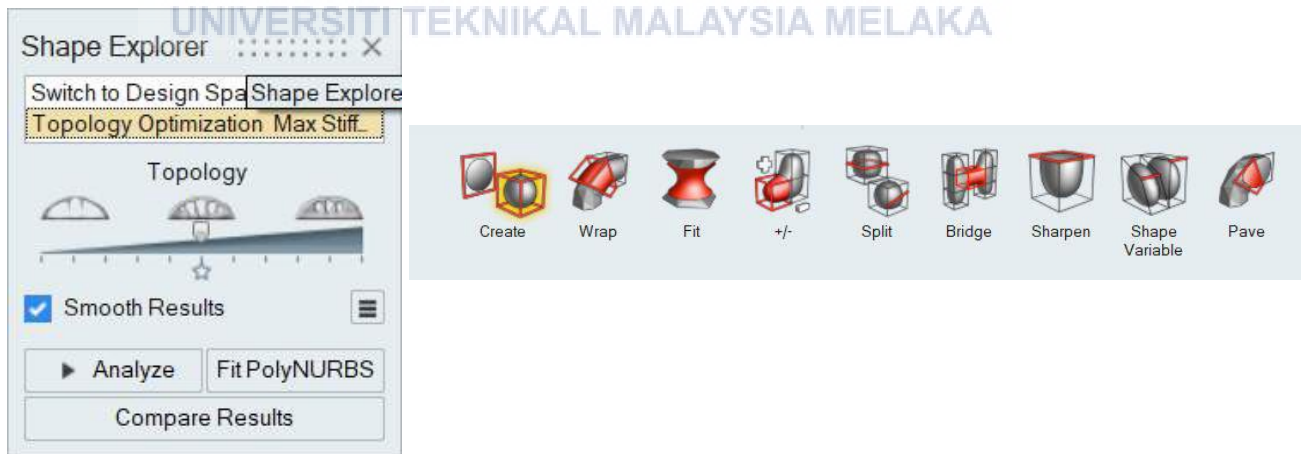 UNIVERSITI TEKNIKAL MALAYSIA MELAKA
Shape Explorer
Switch to Design Spa
Shape Explore
Topology Optimization Max Stiff...
Topology
Smooth Results
Analyze
Fit PolyNURBS
Compare Results
Create
Wrap
Fit
+/-
Split
Bridge
Sharpen
Shape
Variable
Pave